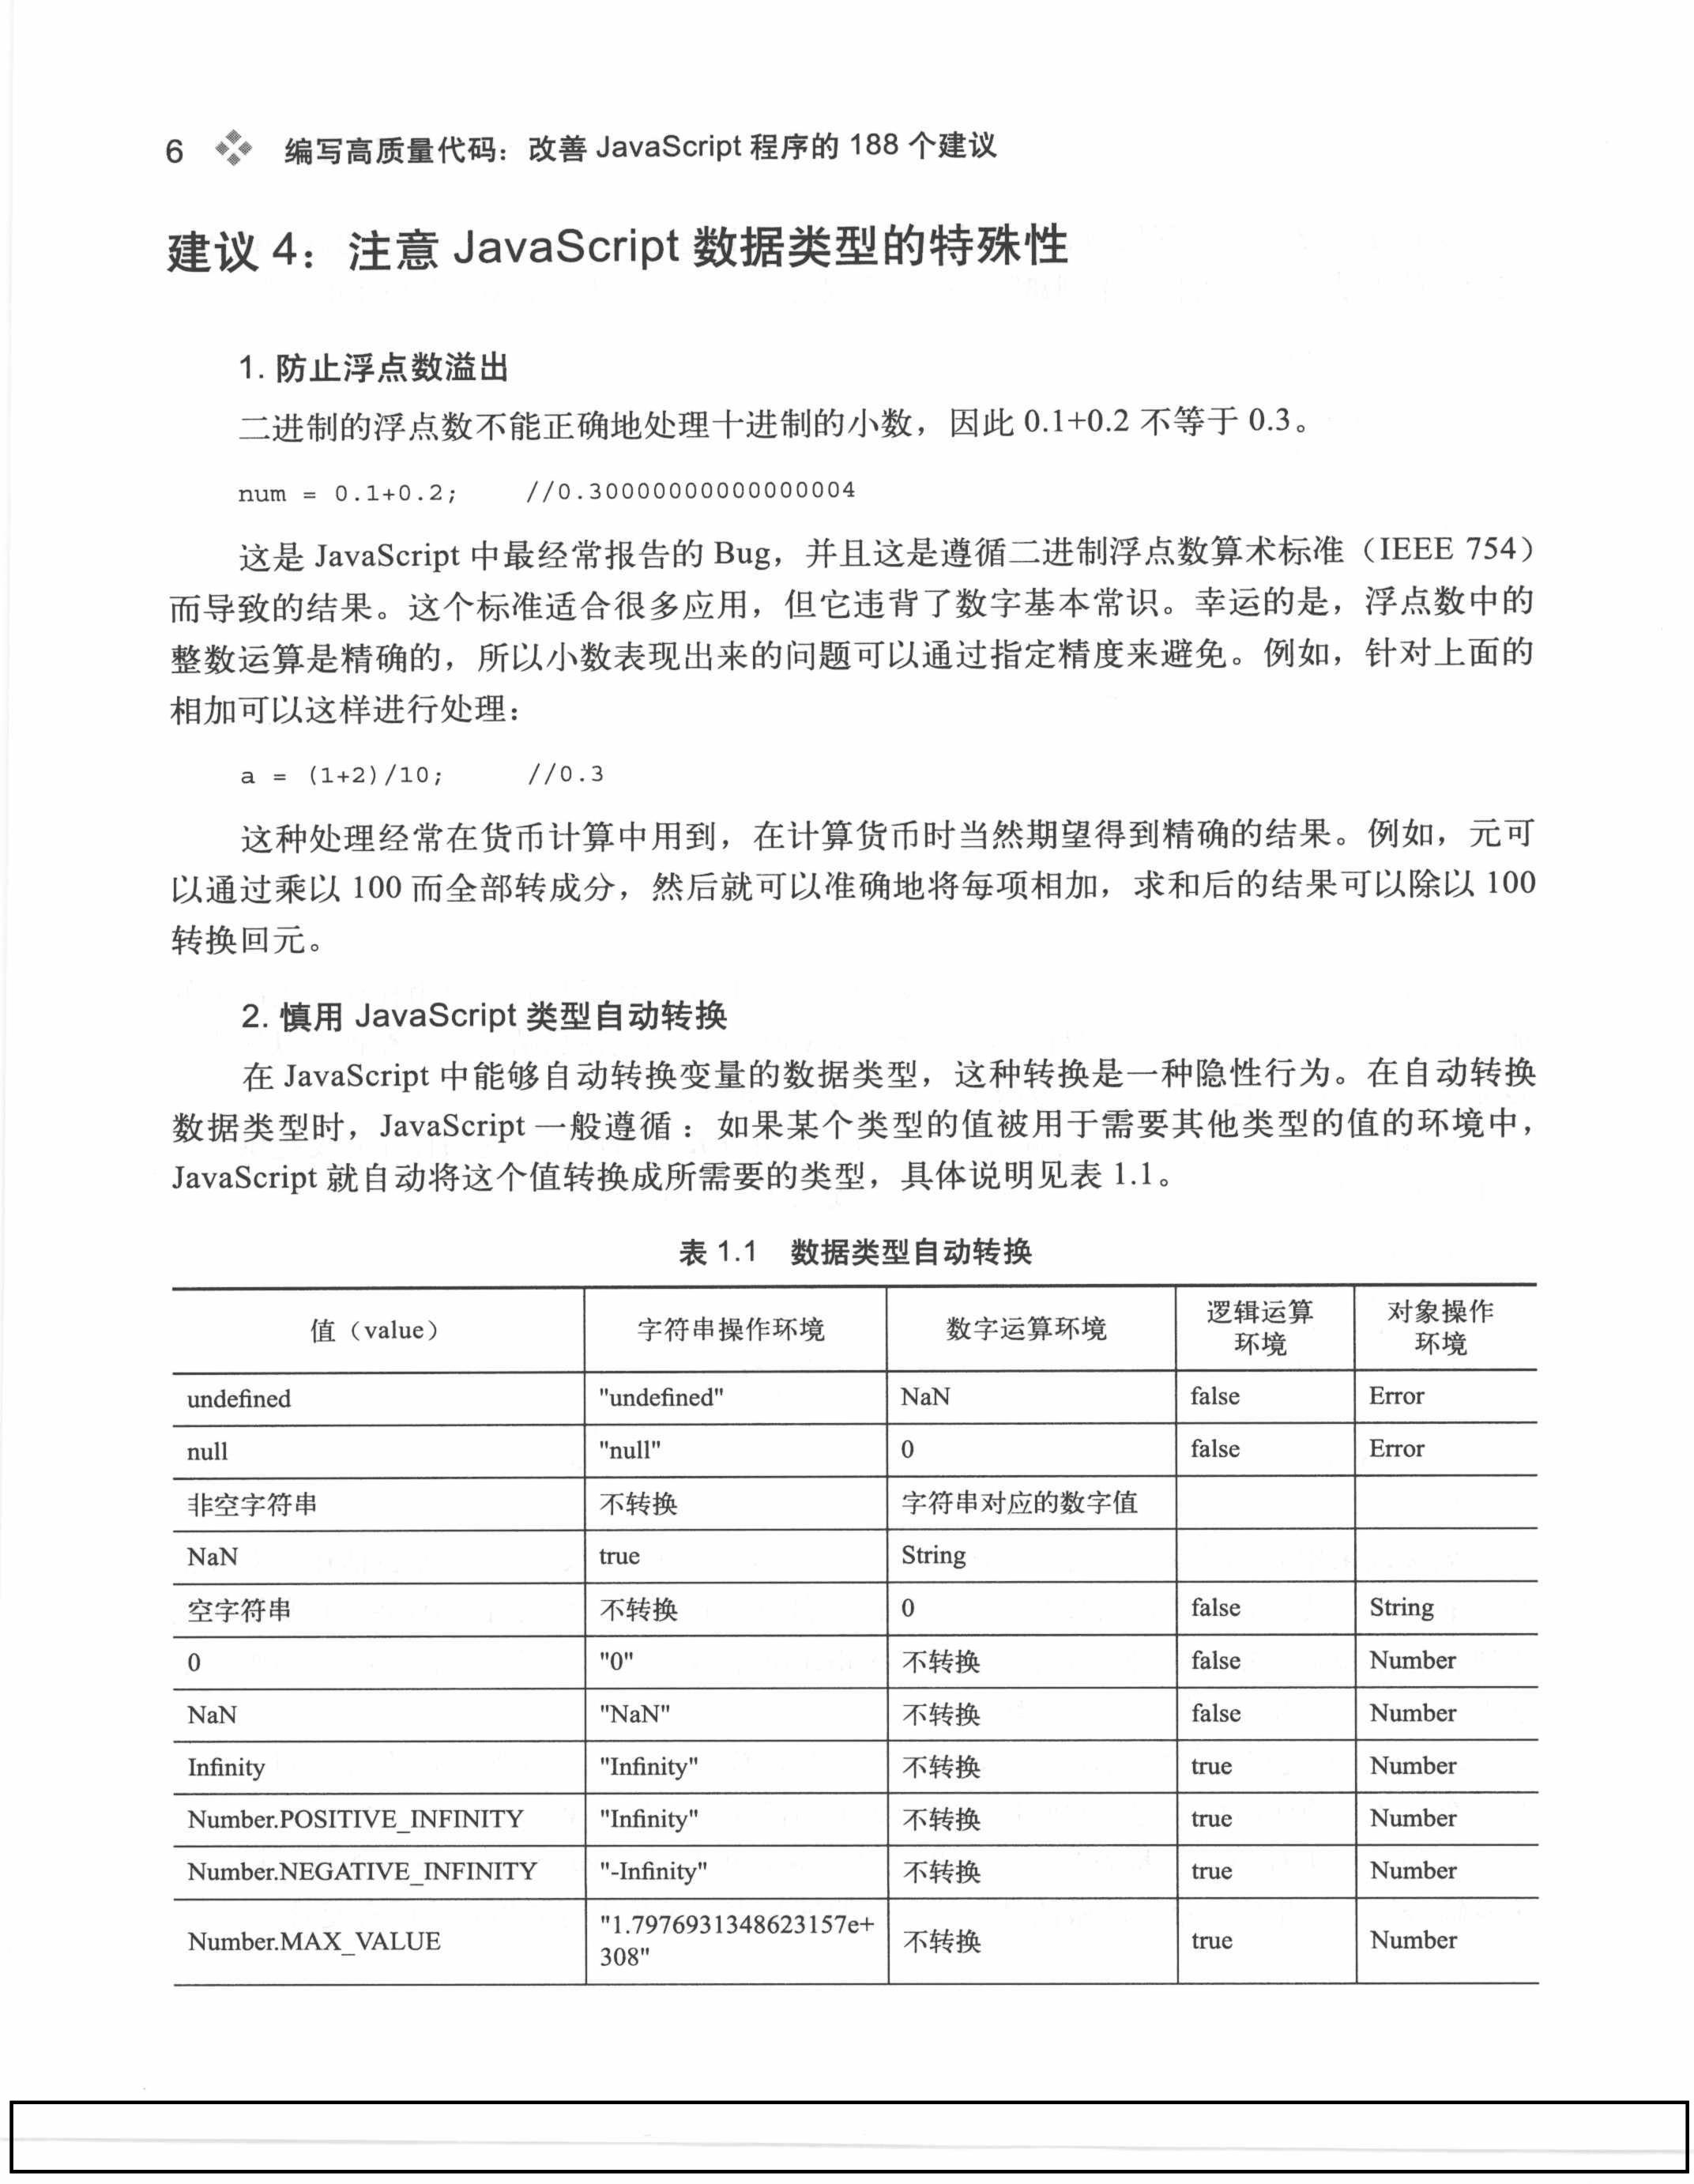 6 编写高质量代码：改善 JavaScript 程序的 188 个建议
建议 4：注意 JavaScript 数据类型的特殊性
1. 防止浮点数溢出
二进制的浮点数不能正确地处理十进制的小数，因此 0.1+0.2 不等于 0.3。
num = 0.1+0.2; //0.30000000000000004
这是 JavaScript 中最经常报告的 Bug，并且这是遵循二进制浮点数算术标准（IEEE 754）
而导致的结果。这个标准适合很多应用，但它违背了数字基本常识。幸运的是，浮点数中的
整数运算是精确的，所以小数表现出来的问题可以通过指定精度来避免。例如，针对上面的
相加可以这样进行处理：
a = (1+2)/10; //0.3
这种处理经常在货币计算中用到，在计算货币时当然期望得到精确的结果。例如，元可
以通过乘以 100 而全部转成分，然后就可以准确地将每项相加，求和后的结果可以除以 100
转换回元。
2. 慎用 JavaScript 类型自动转换
在 JavaScript 中能够自动转换变量的数据类型，这种转换是一种隐性行为。在自动转换
数据类型时，JavaScript 一般遵循：如果某个类型的值被用于需要其他类型的值的环境中，
JavaScript 就自动将这个值转换成所需要的类型，具体说明见表 1.1。
表 1.1 数据类型自动转换
值（value） 字符串操作环境 数字运算环境 逻辑运算环境 对象操作环境
undefined "undefined" NaN false Error
null "null" 0 false Error
非空字符串 不转换 字符串对应的数字值
NaN true String
空字符串 不转换 0 false String
0 "0" 不转换 false Number
NaN "NaN" 不转换 false Number
Infinity "Infinity" 不转换 true Number
Number.POSITIVE_INFINITY "Infinity" 不转换 true Number
Number.NEGATIVE_INFINITY "-Infinity" 不转换 true Number
Number.MAX_VALUE "1.7976931348623157e+308" 不转换 true Number